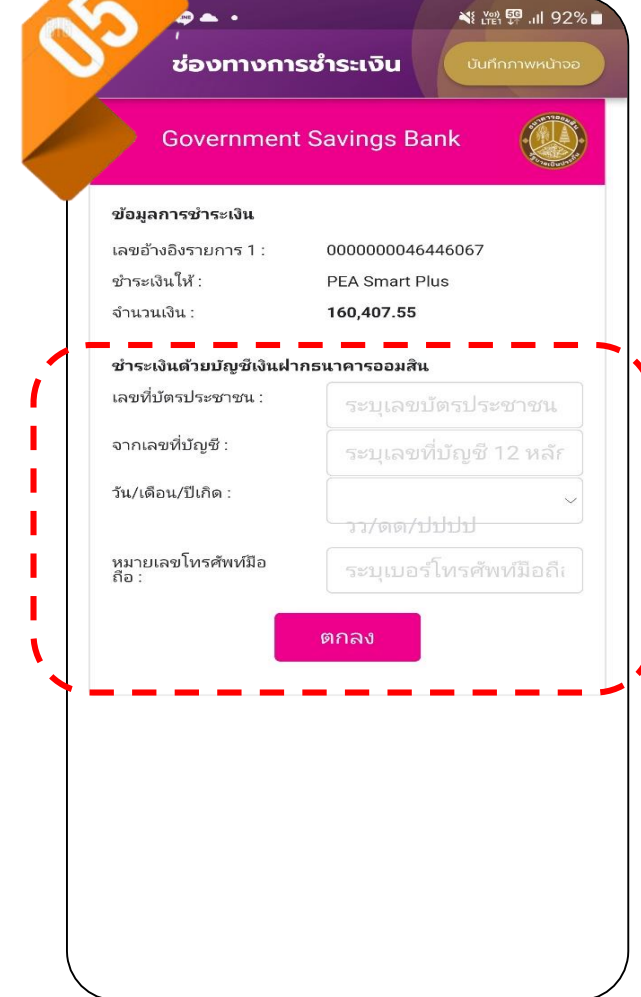 05
LINE
Vo))
LTE1
5G
92%
ช่องทางการชำระเงิน
บันทึกภาพหน้าจอ
Government Savings Bank
ข้อมูลการชำระเงิน
เลขอ้างอิงรายการ 1 : 0000000046446067
ชำระเงินให้ : PEA Smart Plus
จำนวนเงิน : 160,407.55
ชำระเงินด้วยบัญชีเงินฝากธนาคารออมสิน
เลขที่บัตรประชาชน : ระบุเลขบัตรประชาชน
จากเลขที่บัญชี : ระบุเลขที่บัญชี 12 หลัก
วัน/เดือน/ปีเกิด :
วว/ดด/ปปปป
หมายเลขโทรศัพท์มือ
ถือ : ระบุเบอร์โทรศัพท์มือถือ
ตกลง